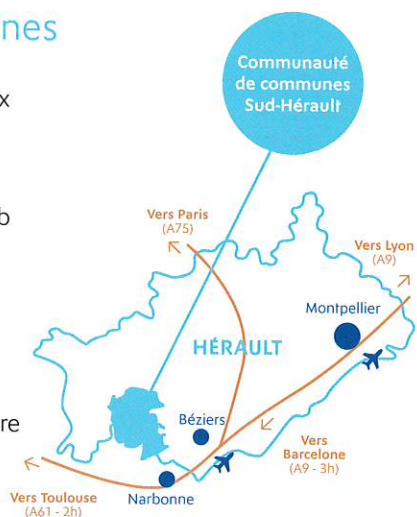 nes
x
b
re
Communauté
de communes
Sud-Hérault
Vers Paris
(A75)
Vers Lyon
(A9)
Montpellier
HÉRAULT
Béziers
Vers
Barcelone
(A9 - 3h)
Vers Toulouse
(A61 - 2h)
Narbonne